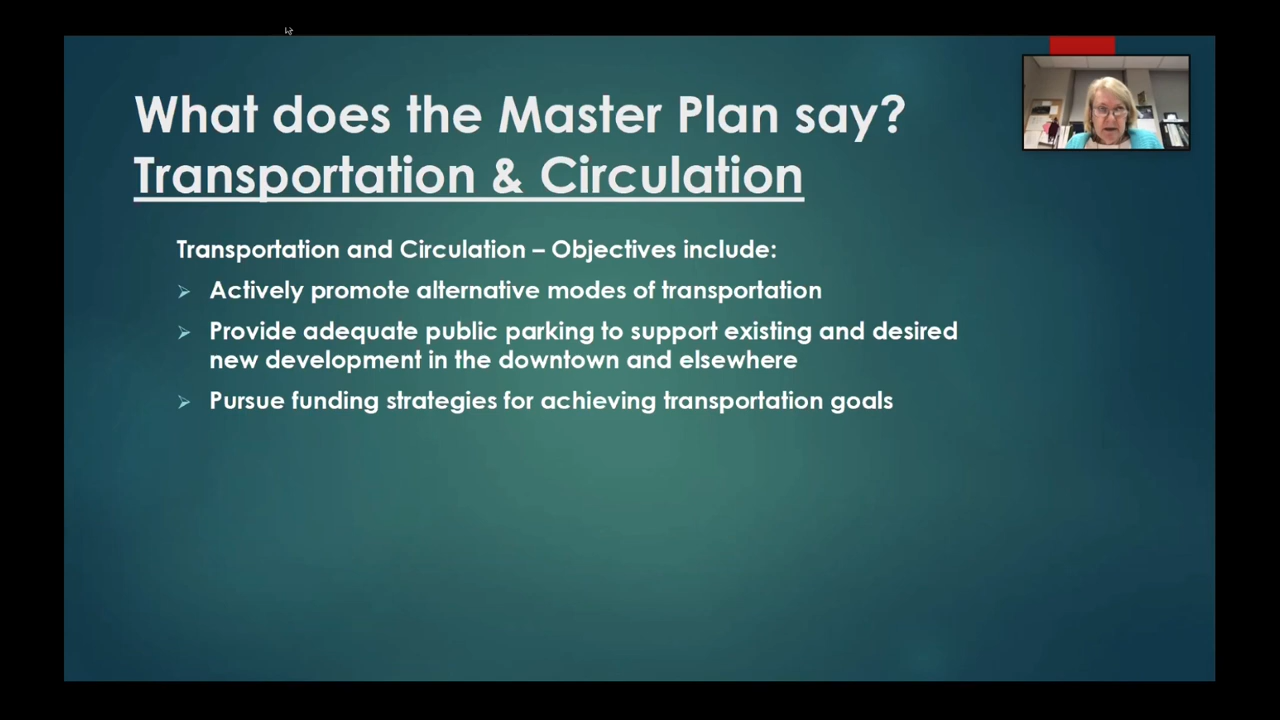 What does the Master Plan say?
Transportation & Circulation
Transportation and Circulation – Objectives include:
Actively promote alternative modes of transportation
Provide adequate public parking to support existing and desired
new development in the downtown and elsewhere
Pursue funding strategies for achieving transportation goals